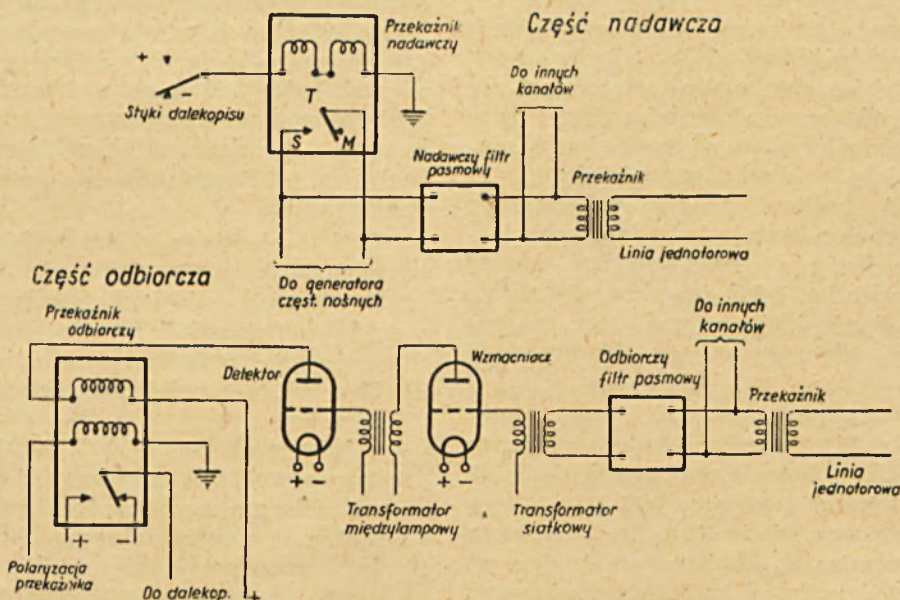 Część nadawcza
Przekaźnik
nadawczy
+
-
Styki dalekopisu
T
S
M
Do innych
kanałów
Nadawczy filtr
pasmowy
Przekaźnik
Linia jednotorowa
Do generatora
częst. nośnych
Część odbiorcza
Przekaźnik
odbiorczy
Detektor
Wzmacniacz
Do innych
kanałów
Odbiorczy
filtr pasmowy
Przekaźnik
Linia
jednotorowa
+ -
+ -
Transformator
międzylampowy
Transformator
siatkowy
+ -
Polaryzacja
przekaźnika
Do dalekop.
+